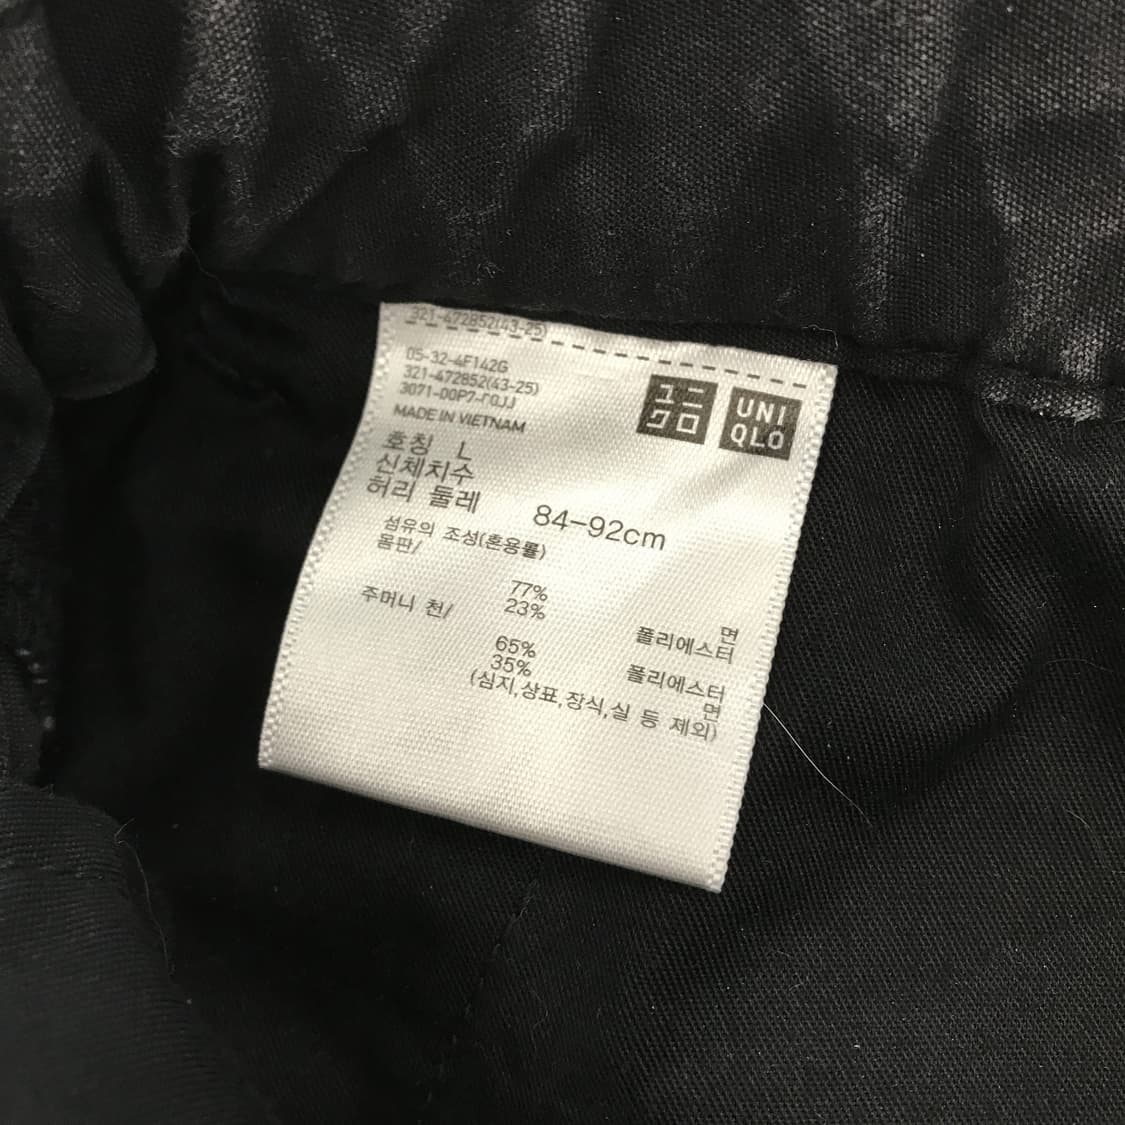 321-472852(43-25)
05-32-4F142G
321-472852(43-25)
MADE IN VIETNAM
ユニ
クロ
UNI
QLO
호칭 L
신체치수
허리 둘레 84-92cm
섬유의 조성(혼용률)
몸판/
77% 면
23% 폴리에스터
주머니 천/
65% 폴리에스터
35% 면
(심지,상표,장식,실 등 제외)